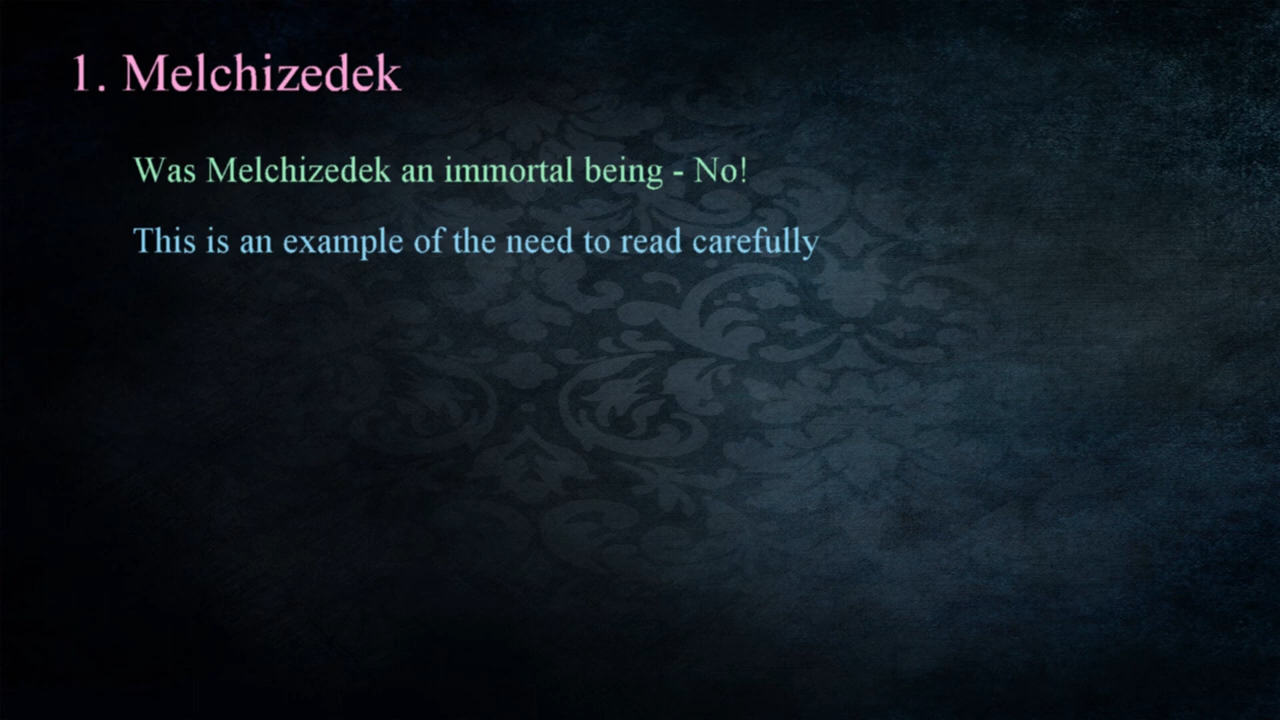 1. Melchizedek
Was Melchizedek an immortal being - No!
This is an example of the need to read carefully